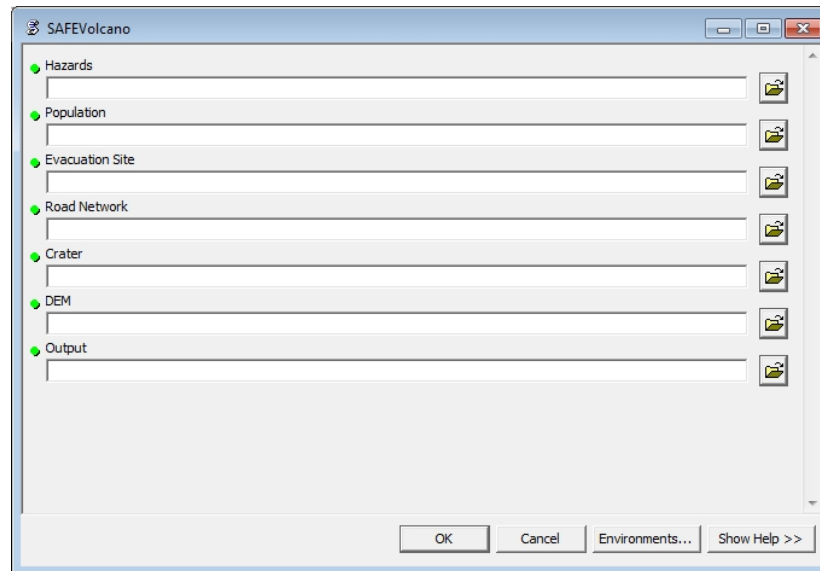 SAFEVolcano
Hazards
Population
Evacuation Site
Road Network
Crater
DEM
Output
OK Cancel Environments... Show Help >>